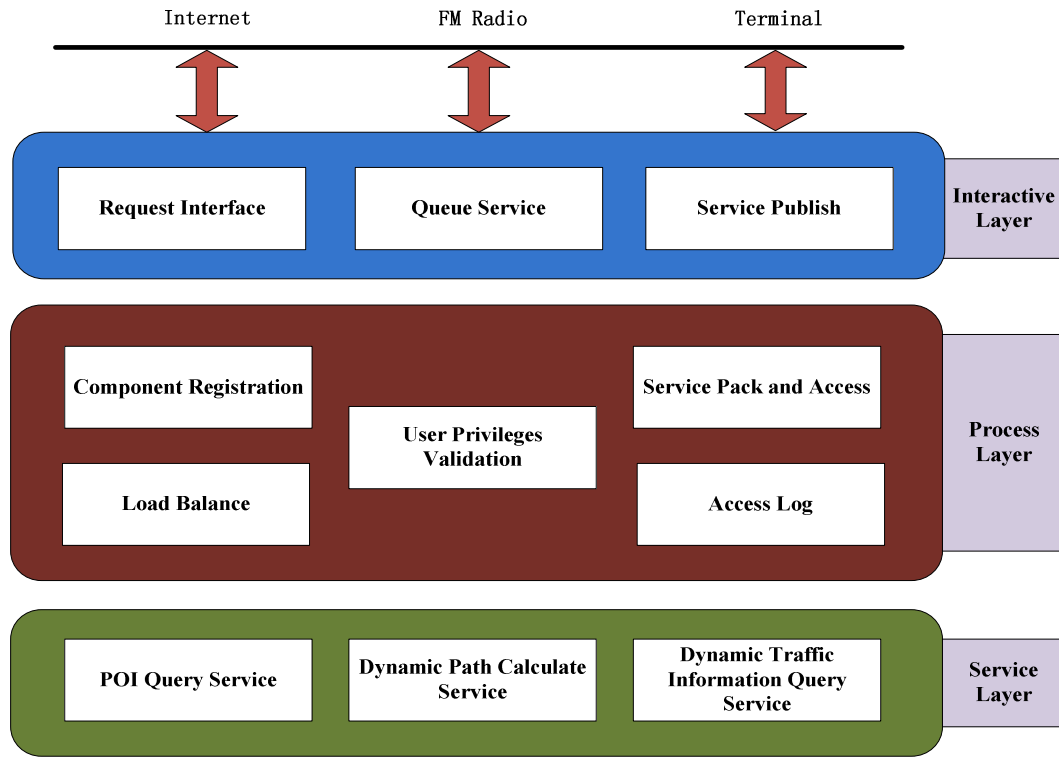 Internet
FM Radio
Terminal
Request Interface
Queue Service
Service Publish
Interactive
Layer
Component Registration
Service Pack and Access
User Privileges
Validation
Load Balance
Access Log
Process
Layer
POI Query Service
Dynamic Path Calculate
Service
Dynamic Traffic
Information Query
Service
Service
Layer